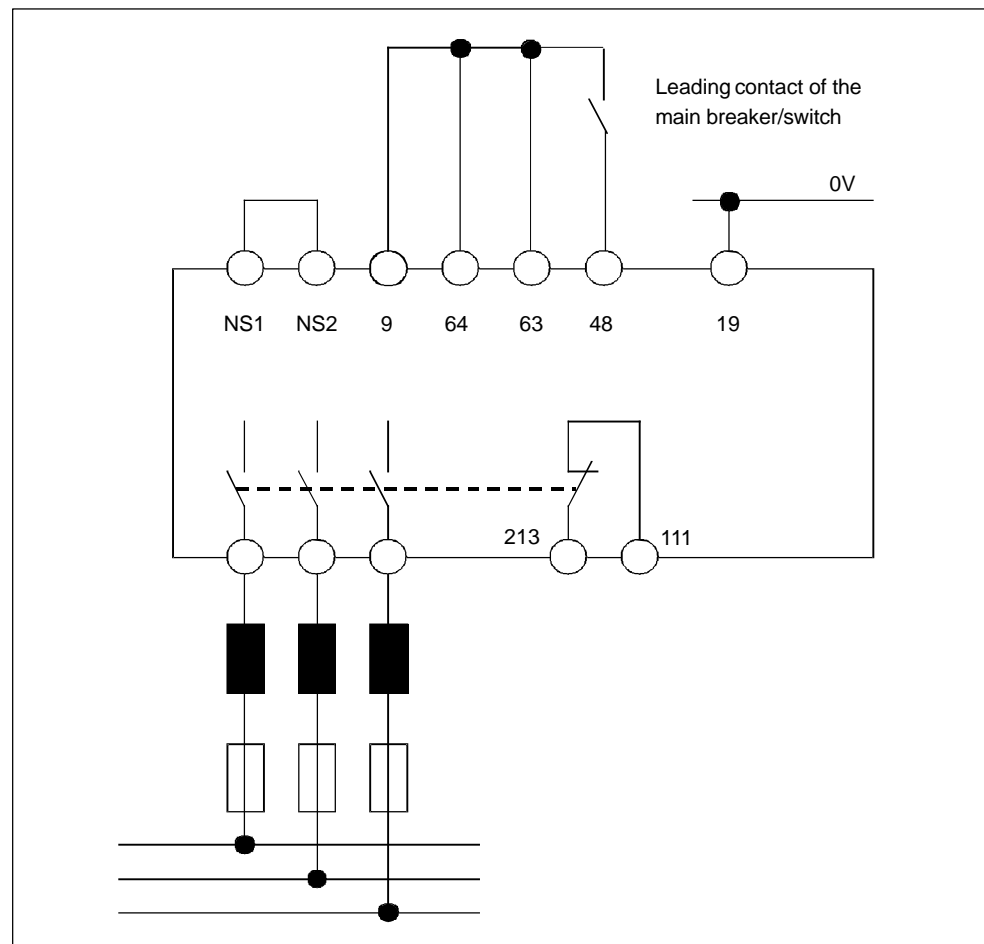 Leading contact of the
main breaker/switch
0V
NS1 NS2 9 64 63 48 19
213 111